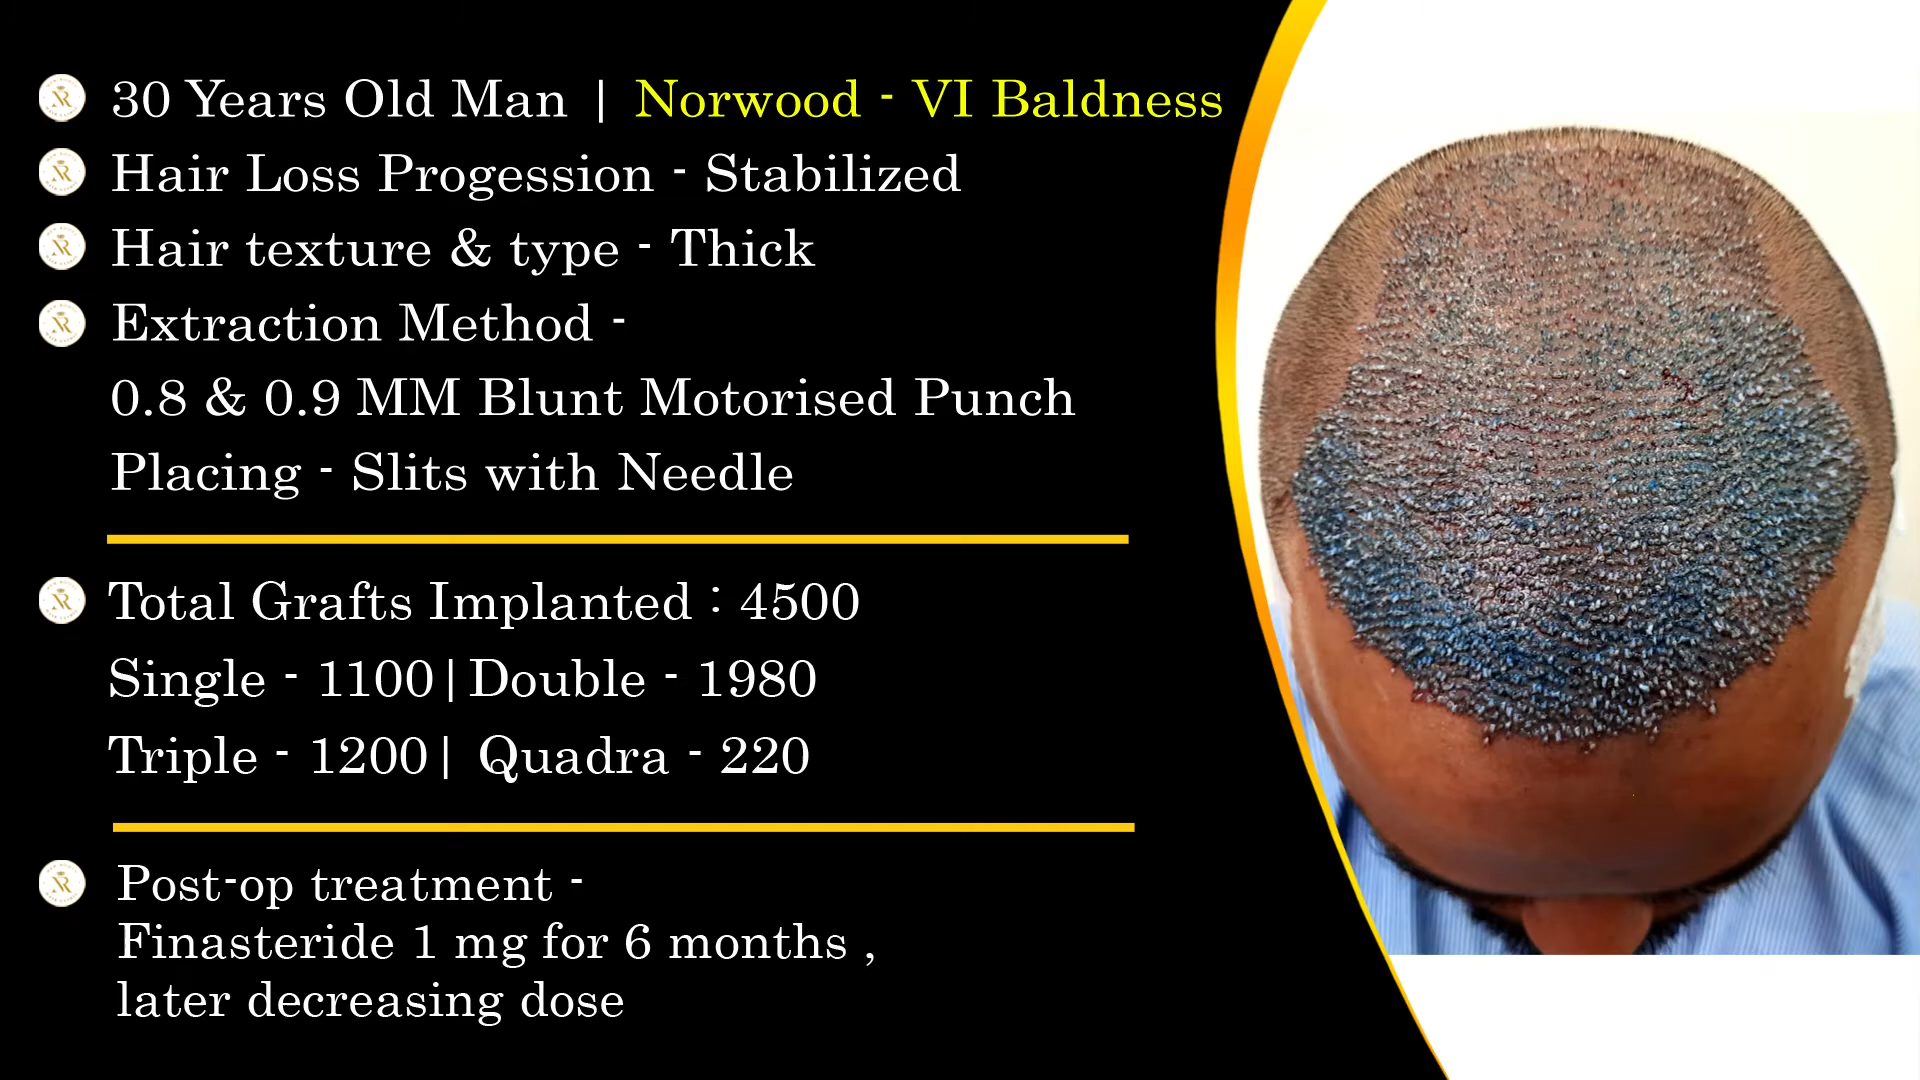 30 Years Old Man | Norwood - VI Baldness
Hair Loss Progession - Stabilized
Hair texture & type - Thick
Extraction Method -
0.8 & 0.9 MM Blunt Motorised Punch
Placing - Slits with Needle
Total Grafts Implanted : 4500
Single - 1100 | Double - 1980
Triple - 1200 | Quadra - 220
Post-op treatment -
Finasteride 1 mg for 6 months ,
later decreasing dose